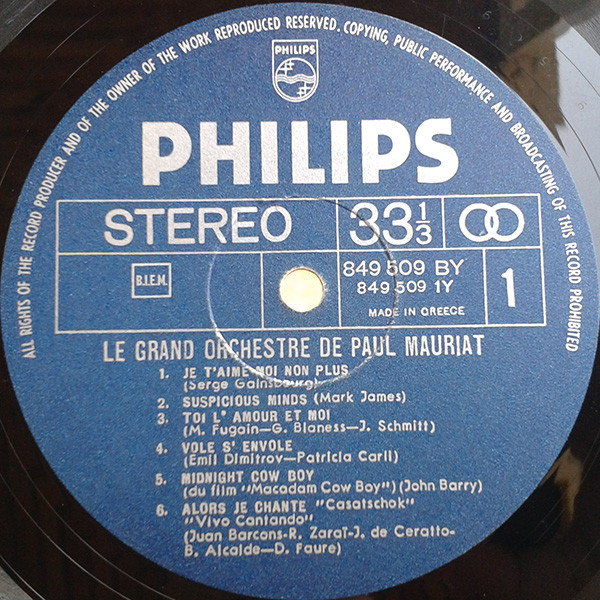 ALL RIGHTS OF THE RECORD PRODUCER AND OF THE OWNER OF THE WORK REPRODUCED RESERVED. COPYING, PUBLIC PERFORMANCE AND BROADCASTING OF THIS RECORD PROHIBITED
PHILIPS
PHILIPS
STEREO 33 1/3
B.I.E.M. 849 509 BY 1
849 509 1Y
MADE IN GREECE
LE GRAND ORCHESTRE DE PAUL MAURIAT
1. JE T'AIME MOI NON PLUS
(Serge Gainsbourg)
2. SUSPICIOUS MINDS (Mark James)
3. TOI L' AMOUR ET MOI
(M. Fugain—G. Blaness—J. Schmitt)
4. VOLE S' ENVOLE
(Emil Dimitrov—Patricia Carli)
5. MIDNIGHT COW BOY
(du film "Macadam Cow Boy") (John Barry)
6. ALORS JE CHANTE "Casatschok"
"Vivo Cantando"
(Juan Barcons-R. Zaraï-J. de Ceratto-
B. Alcalde—D. Faure)